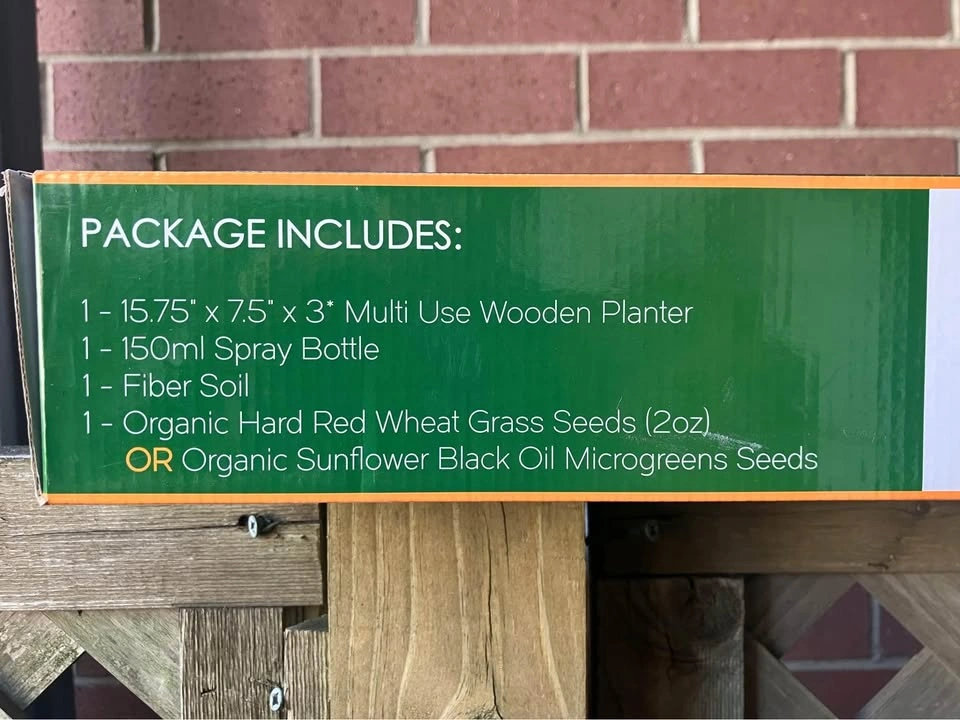 PACKAGE INCLUDES:
1 - 15.75" x 7.5" x 3" Multi Use Wooden Planter
1 - 150ml Spray Bottle
1 - Fiber Soil
1 - Organic Hard Red Wheat Grass Seeds (2oz)
OR Organic Sunflower Black Oil Microgreens Seeds